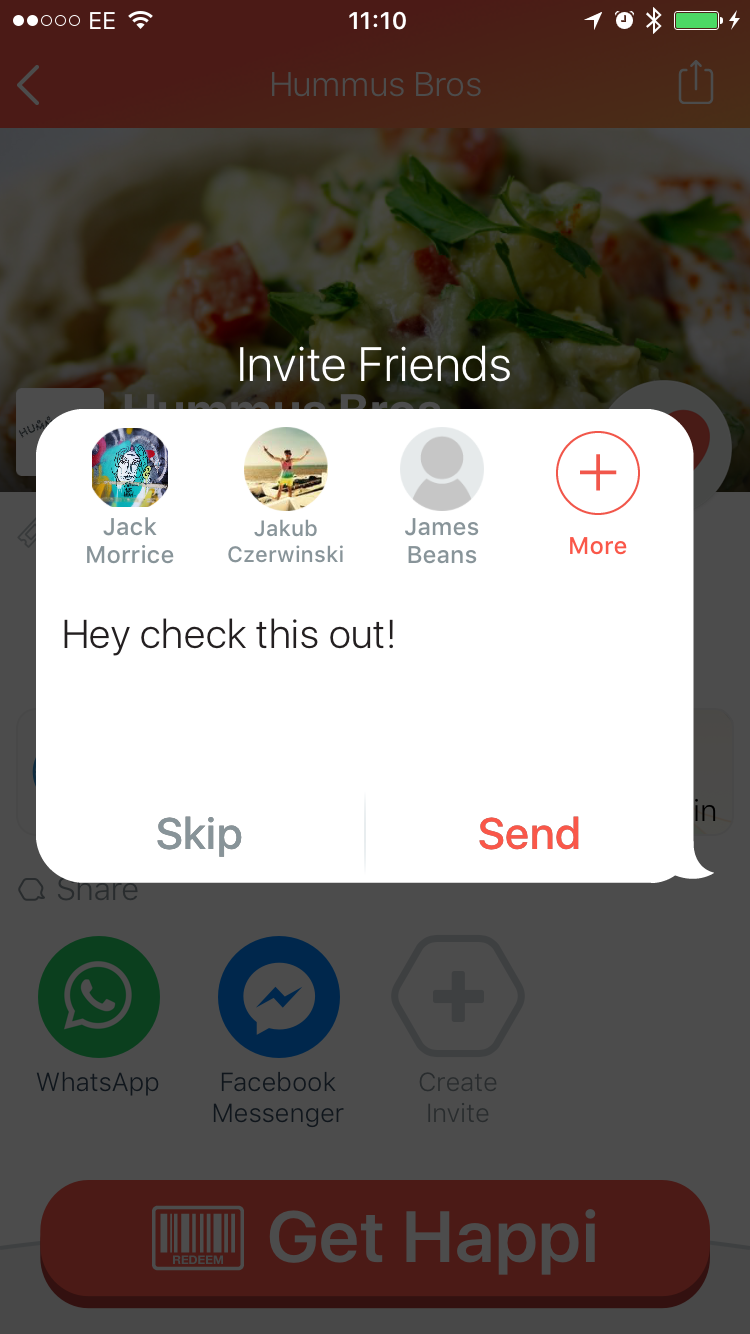 EE 11:10
Hummus Bros
Invite Friends
Hummus Bros
HUMM
Jack
Morrice
Jakub
Czerwinski
James
Beans
More
Hey check this out!
in
Skip
Send
Share
WhatsApp
Facebook
Messenger
Create
Invite
REDEEM
Get Happi